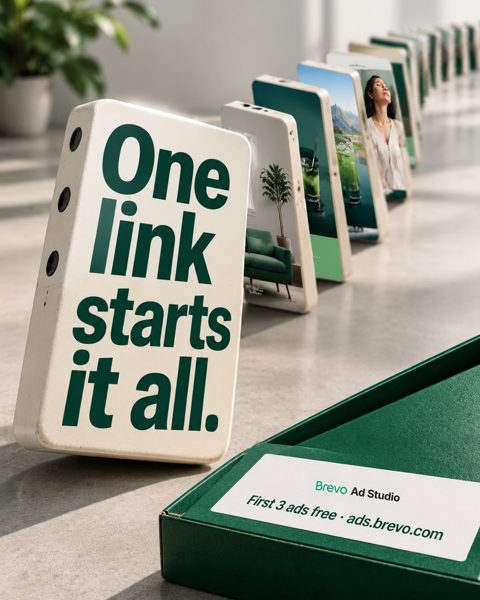 One
link
starts
it all.
Brevo Ad Studio
First 3 ads free · ads.brevo.com